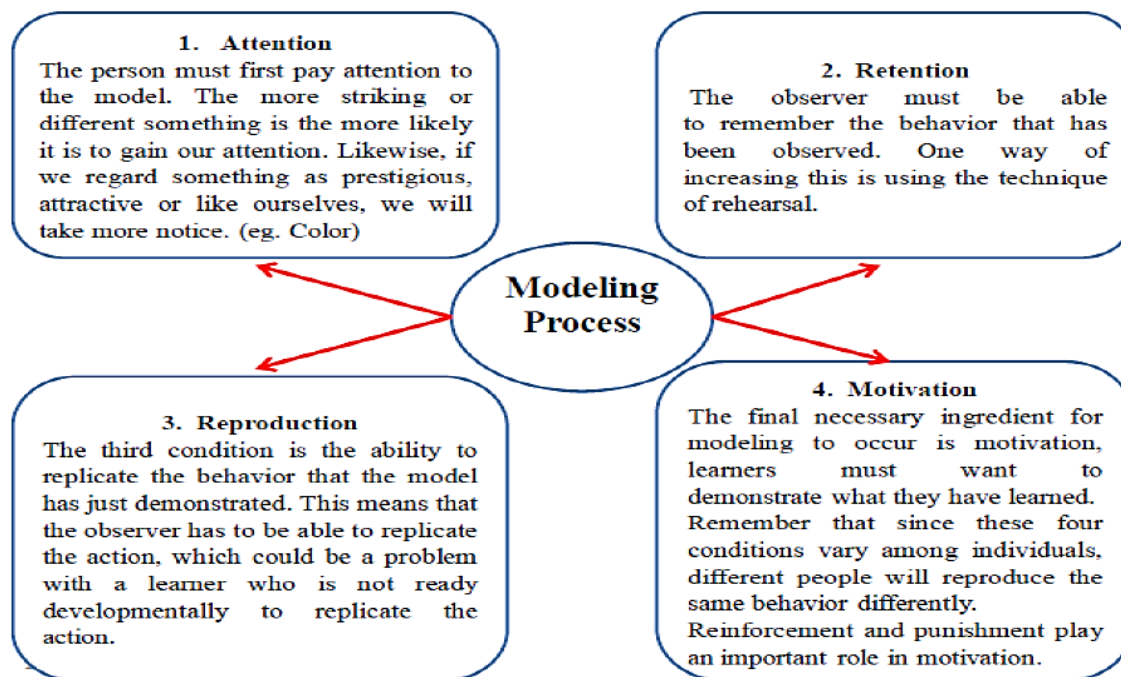 1. Attention
The person must first pay attention to
the model. The more striking or
different something is the more likely
it is to gain our attention. Likewise, if
we regard something as prestigious,
attractive or like ourselves, we will
take more notice. (eg. Color)
2. Retention
The observer must be able
to remember the behavior that has
been observed. One way of
increasing this is using the technique
of rehearsal.
Modeling
Process
3. Reproduction
The third condition is the ability to
replicate the behavior that the model
has just demonstrated. This means that
the observer has to be able to replicate
the action, which could be a problem
with a learner who is not ready
developmentally to replicate the
action.
4. Motivation
The final necessary ingredient for
modeling to occur is motivation,
learners must want to
demonstrate what they have learned.
Remember that since these four
conditions vary among individuals,
different people will reproduce the
same behavior differently.
Reinforcement and punishment play
an important role in motivation.